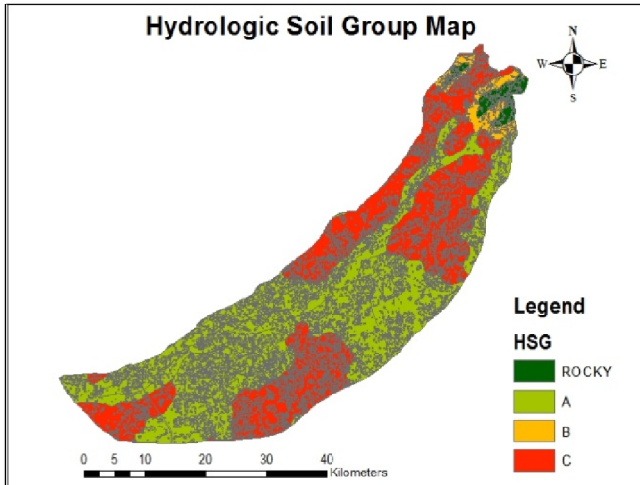 Hydrologic Soil Group Map
N
W E
S
Legend
HSG
ROCKY
A
B
C
0 5 10 20 30 40
Kilometers